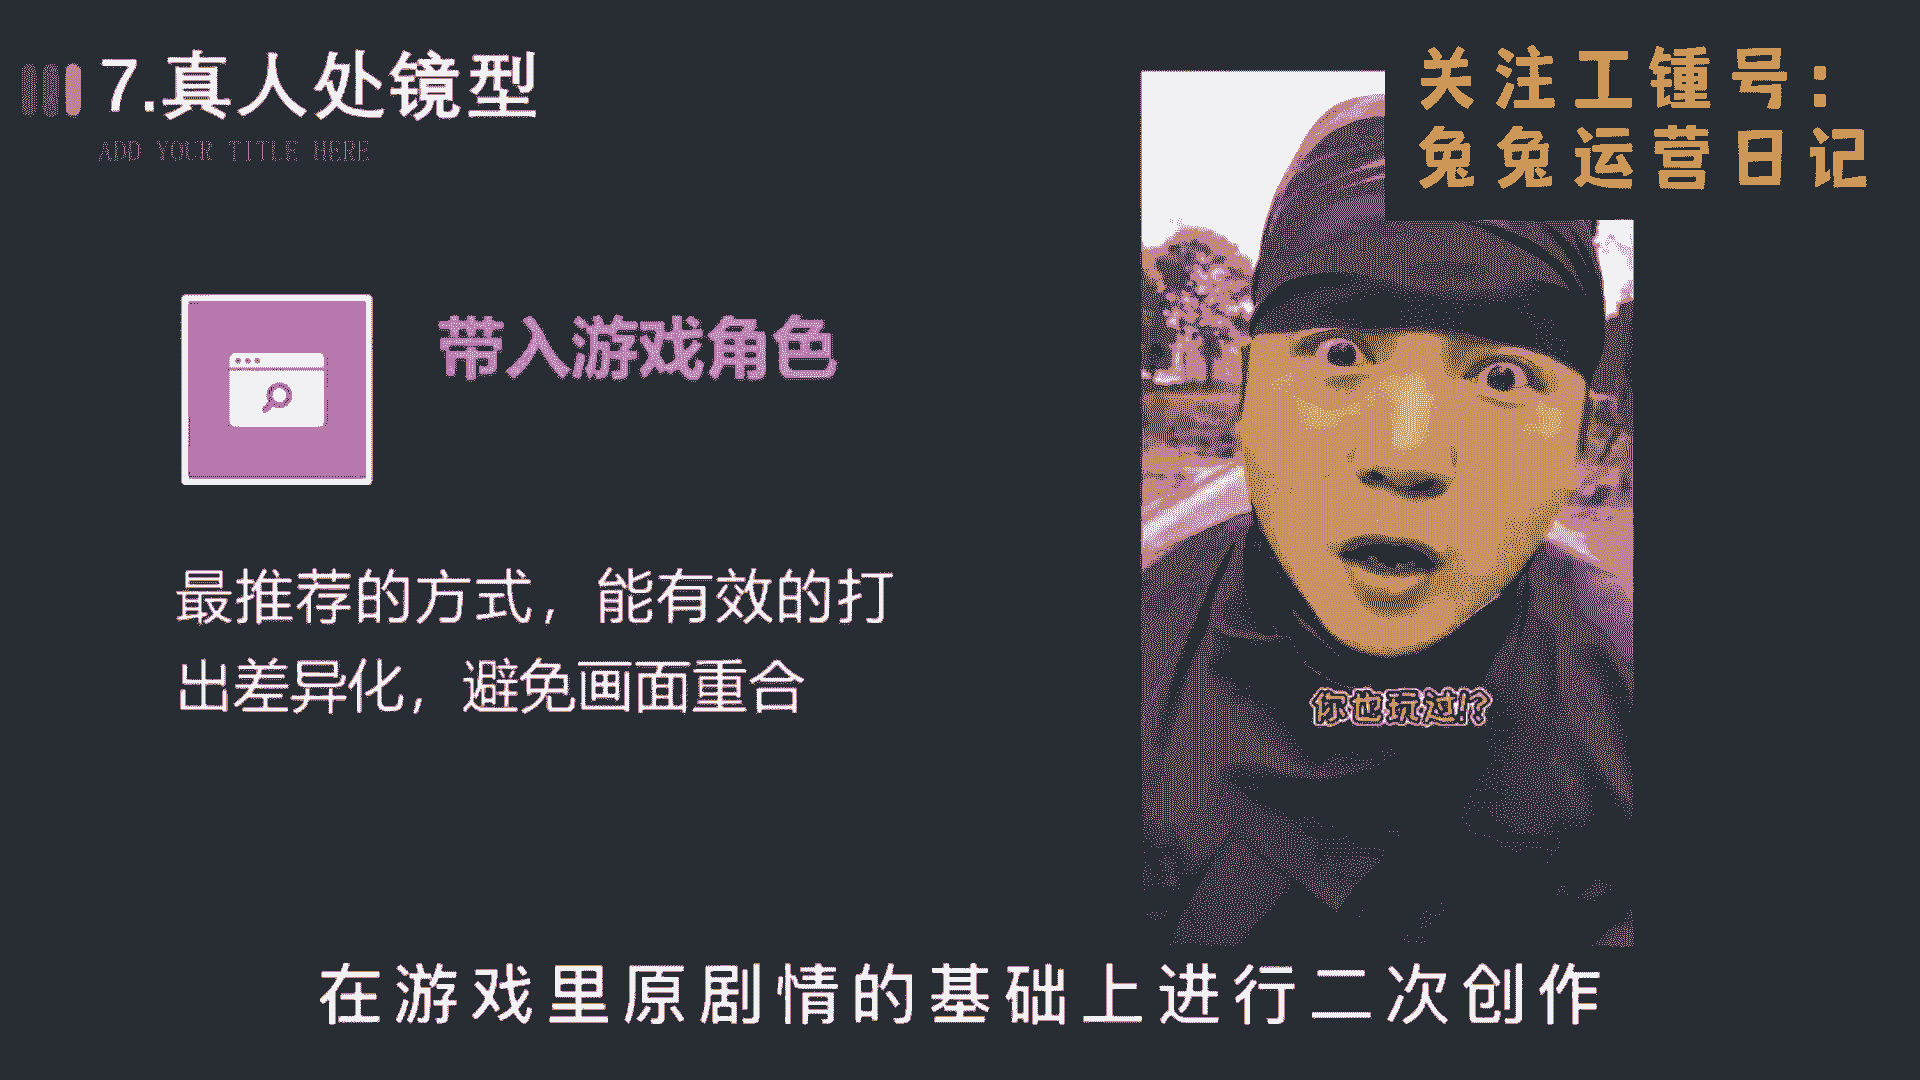 7.真人处镜型
ADD YOUR TITLE HERE
关注工锺号：
兔兔运营日记
带入游戏角色
最推荐的方式，能有效的打
出差异化，避免画面重合
你也玩过!?
在游戏里原剧情的基础上进行二次创作